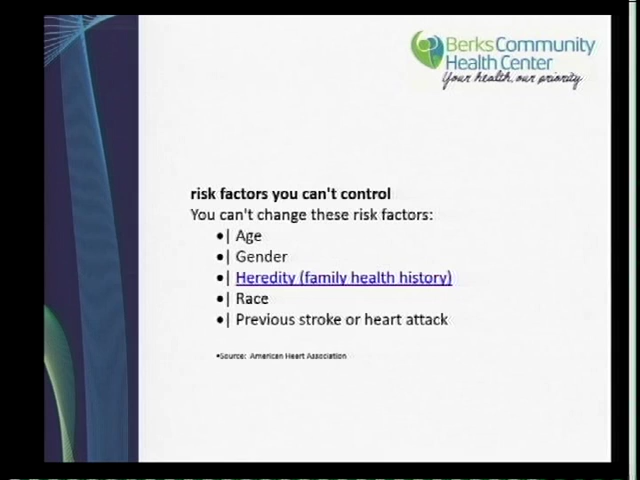 Berks Community
Health Center
Your health, our priority
risk factors you can't control
You can't change these risk factors:
•| Age
•| Gender
•| Heredity (family health history)
•| Race
•| Previous stroke or heart attack
•Source: American Heart Association